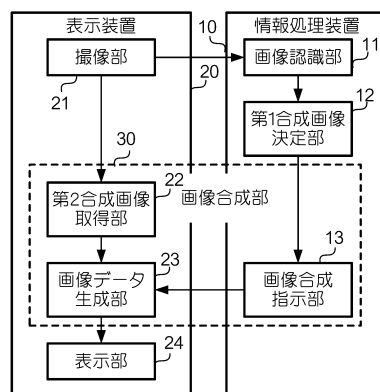 表示装置
情報処理装置
10
撮像部
20
画像認識部
21
11
12
第1合成画像
決定部
30
第2合成画像
取得部
22
画像合成部
13
23
画像データ
生成部
画像合成
指示部
表示部
24